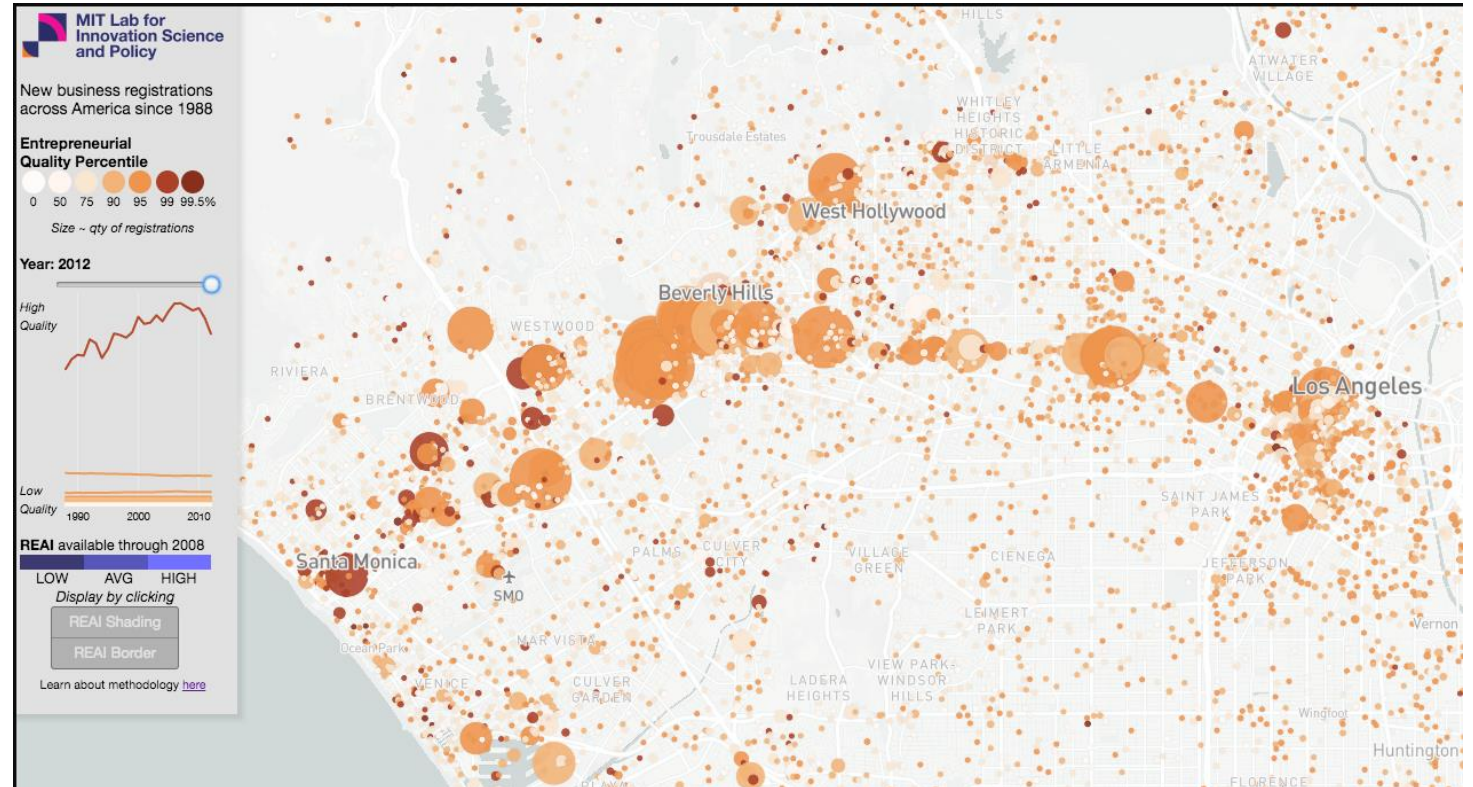 MIT Lab for
Innovation Science
and Policy
New business registrations
across America since 1988
Entrepreneurial
Quality Percentile
0 50 75 90 95 99 99.5%
Size ~ qty of registrations
Year: 2012
High
Quality
Low
Quality
1990 2000 2010
REAI available through 2008
LOW AVG HIGH
Display by clicking
REAI Shading
REAI Border
Learn about methodology here
HILLS
ATWATER
VILLAGE
WHITLEY
HEIGHTS
HISTORIC
DISTRICT
Trousdale Estates
LITTLE
ARMENIA
West Hollywood
Beverly Hills
WESTWOOD
RIVIERA
BRENTWOOD
Los Angeles
SAINT JAMES
PARK
Santa Monica
PALMS
CULVER
CITY
VILLAGE
GREEN
CIENEGA
JEFFERSON
PARK
SMO
LEIMERT
PARK
Vernon
MAR VISTA
Ocean Park
VIEW PARK-
WINDSOR
HILLS
VENICE
CULVER
GARDEN
LADERA
HEIGHTS
Wingfoot
Huntington
FLORENCE
PLAYA